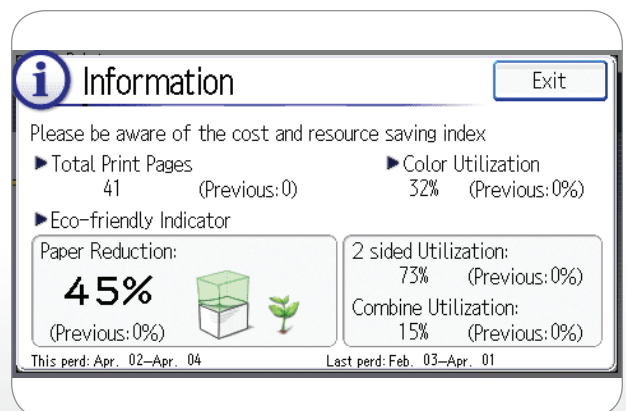 Information
Exit
Please be aware of the cost and resource saving index
Total Print Pages
41 (Previous:0)
Color Utilization
32% (Previous:0%)
Eco-friendly Indicator
Paper Reduction:
45%
(Previous:0%)
2 sided Utilization:
73% (Previous:0%)
Combine Utilization:
15% (Previous:0%)
This perd: Apr. 02–Apr. 04
Last perd: Feb. 03–Apr. 01